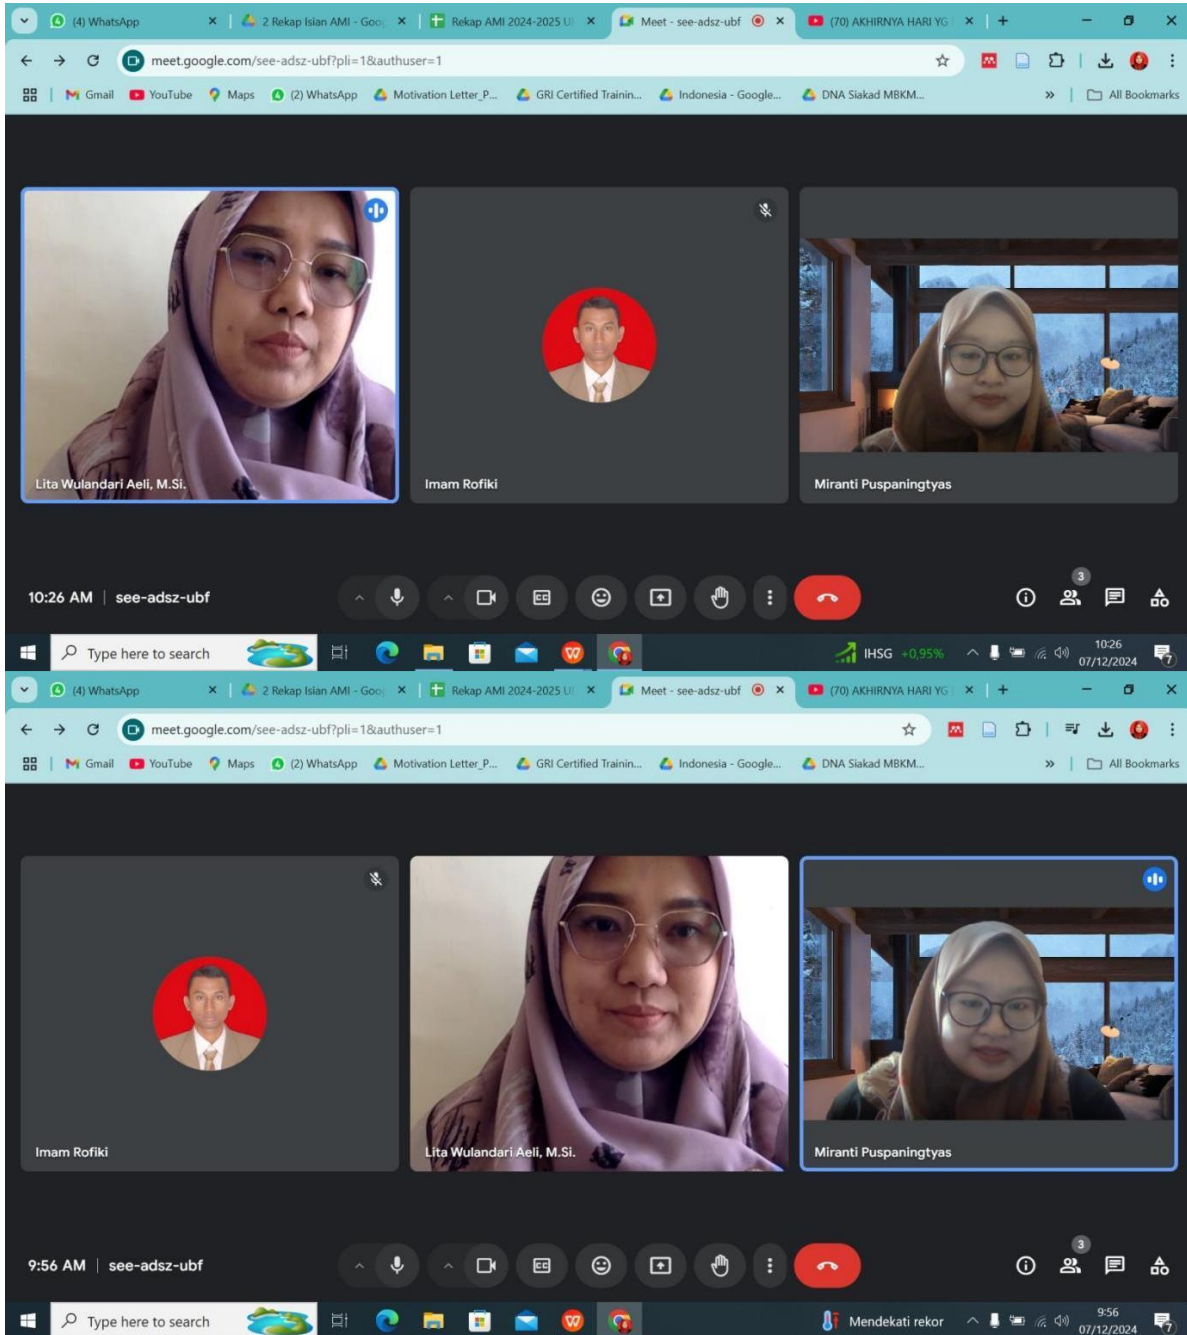 (4) WhatsApp
2 Rekap Isian AMI - Goo
Rekap AMI 2024-2025 U
Meet - see-adsz-ubf
(70) AKHIRNYA HARI YG
meet.google.com/see-adsz-ubf?pli=1&authuser=1
Gmail
YouTube
Maps
(2) WhatsApp
Motivation Letter_P...
GRI Certified Trainin...
Indonesia - Google...
DNA Siakad MBKM...
All Bookmarks
Lita Wulandari Aeli, M.Si.
Imam Rofiki
Miranti Puspaningtyas
10:26 AM | see-adsz-ubf
3
Type here to search
IHSG +0,95%
10:26
07/12/2024
7
(4) WhatsApp
2 Rekap Isian AMI - Goo
Rekap AMI 2024-2025 U
Meet - see-adsz-ubf
(70) AKHIRNYA HARI YG
meet.google.com/see-adsz-ubf?pli=1&authuser=1
Gmail
YouTube
Maps
(2) WhatsApp
Motivation Letter_P...
GRI Certified Trainin...
Indonesia - Google...
DNA Siakad MBKM...
All Bookmarks
Imam Rofiki
Lita Wulandari Aeli, M.Si.
Miranti Puspaningtyas
9:56 AM | see-adsz-ubf
3
Type here to search
Mendekati rekor
9:56
07/12/2024
7